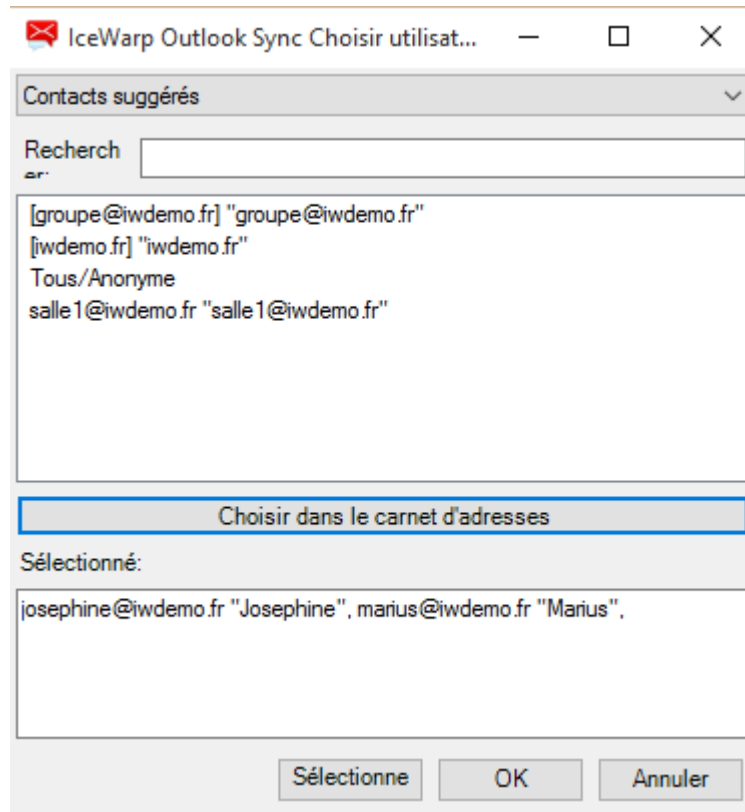 IceWarp Outlook Sync Choisir utilisat...
Contacts suggérés
Recherch
er:
[groupe@iwdemo.fr] "groupe@iwdemo.fr"
[iwdemo.fr] "iwdemo.fr"
Tous/Anonyme
salle1@iwdemo.fr "salle1@iwdemo.fr"
Choisir dans le carnet d'adresses
Sélectionné:
josephine@iwdemo.fr "Josephine", marius@iwdemo.fr "Marius",
Sélectionne OK Annuler